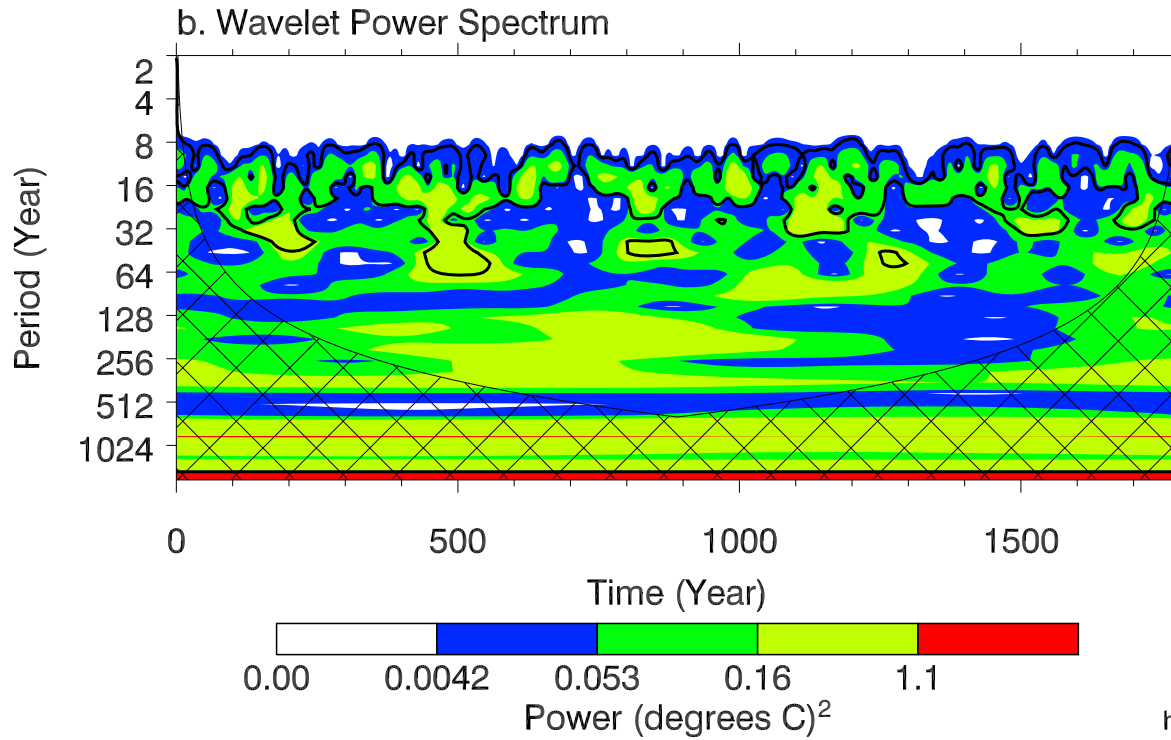 b. Wavelet Power Spectrum
Period (Year)
2
4
8
16
32
64
128
256
512
1024
0 500 1000 1500
Time (Year)
0.00 0.0042 0.053 0.16 1.1
Power (degrees C)²
h